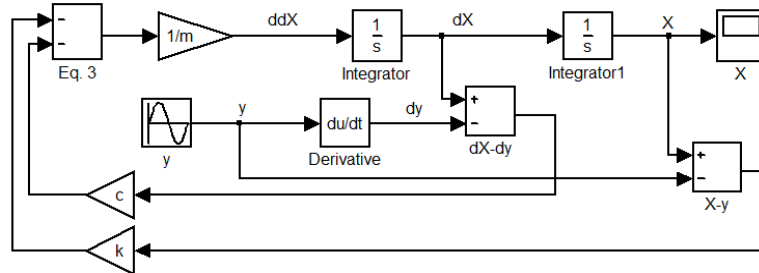 -
-
Eq. 3
1/m
ddX
1
s
Integrator
dX
1
s
Integrator1
X
X
y
y
du/dt
Derivative
dy
+
-
dX-dy
+
-
X-y
c
k